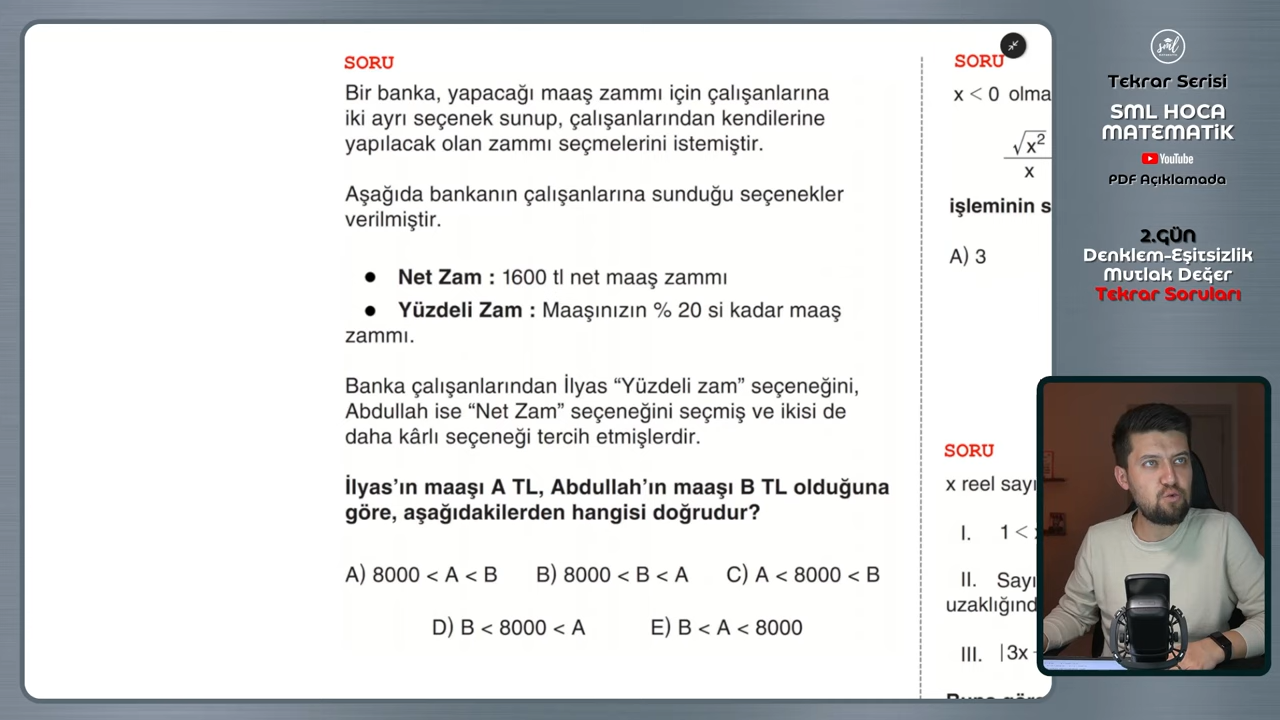 SORU
Bir banka, yapacağı maaş zammı için çalışanlarına
iki ayrı seçenek sunup, çalışanlarından kendilerine
yapılacak olan zammı seçmelerini istemiştir.
Aşağıda bankanın çalışanlarına sunduğu seçenekler
verilmiştir.
● Net Zam : 1600 tl net maaş zammı
● Yüzdeli Zam : Maaşınızın % 20 si kadar maaş
zammı.
Banka çalışanlarından İlyas “Yüzdeli zam” seçeneğini,
Abdullah ise “Net Zam” seçeneğini seçmiş ve ikisi de
daha kârlı seçeneği tercih etmişlerdir.
İlyas’ın maaşı A TL, Abdullah’ın maaşı B TL olduğuna
göre, aşağıdakilerden hangisi doğrudur?
A) 8000 < A < B B) 8000 < B < A C) A < 8000 < B
D) B < 8000 < A E) B < A < 8000
SORU
x < 0 olma
√x²
x
işleminin s
A) 3
SORU
x reel sayı
I. 1 <
II. Sayı
uzaklığınd
III. |3x
sml
Tekrar Serisi
SML HOCA
MATEMATİK
YouTube
PDF Açıklamada
2.GÜN
Denklem-Eşitsizlik
Mutlak Değer
Tekrar Soruları